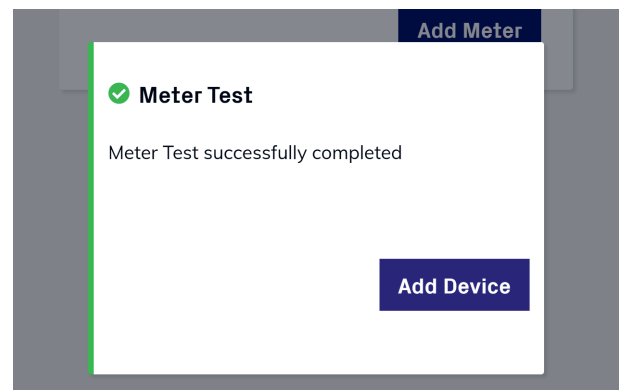 Add Meter
Meter Test
Meter Test successfully completed
Add Device